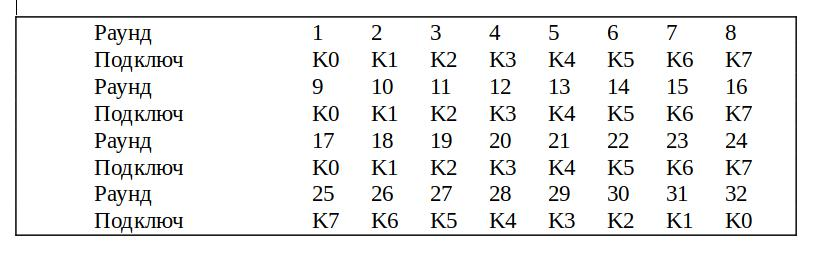 Раунд 1 2 3 4 5 6 7 8
Подключ K0 K1 K2 K3 K4 K5 K6 K7
Раунд 9 10 11 12 13 14 15 16
Подключ K0 K1 K2 K3 K4 K5 K6 K7
Раунд 17 18 19 20 21 22 23 24
Подключ K0 K1 K2 K3 K4 K5 K6 K7
Раунд 25 26 27 28 29 30 31 32
Подключ K7 K6 K5 K4 K3 K2 K1 K0